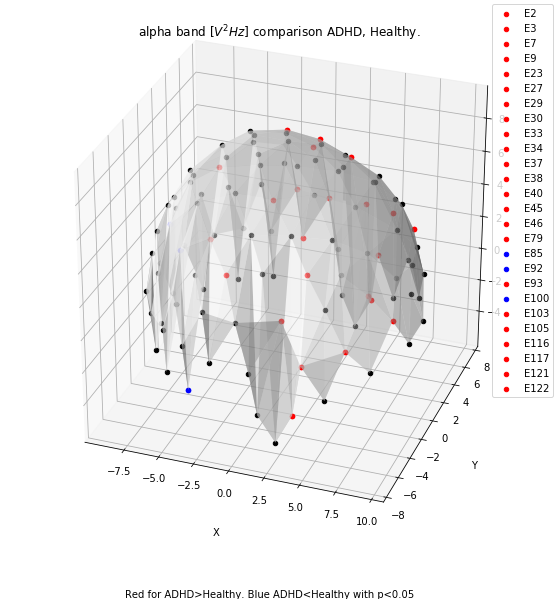 alpha band [V²Hz] comparison ADHD, Healthy.
E2
E3
E7
E9
E23
E27
E29
E30
E33
E34
E37
E38
E40
E45
E46
E79
E85
E92
E93
E100
E103
E105
E116
E117
E121
E122
8
6
4
2
0
−2
−4
8
6
4
2
0
−2
−4
−6
−8
Y
−7.5 −5.0 −2.5 0.0 2.5 5.0 7.5 10.0
X
Red for ADHD>Healthy. Blue ADHD<Healthy with p<0.05